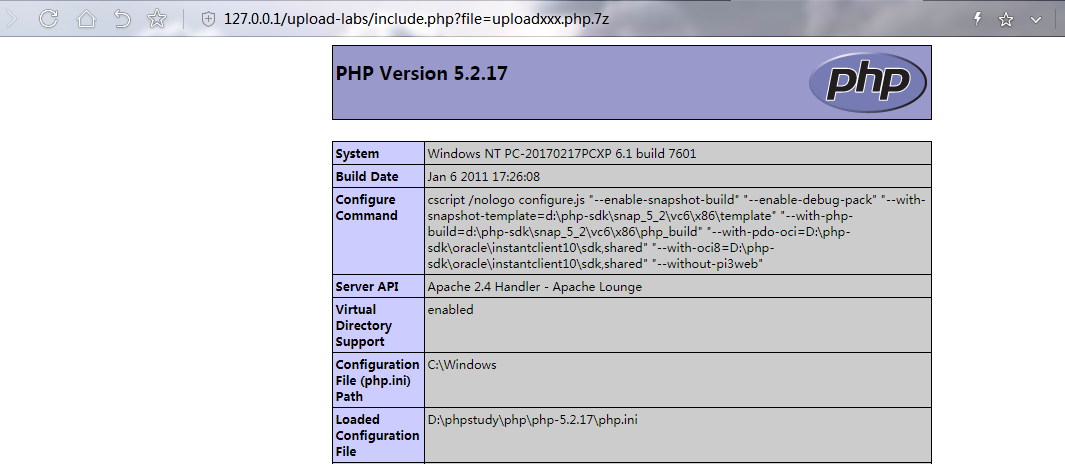 127.0.0.1/upload-labs/include.php?file=uploadxxx.php.7z
PHP Version 5.2.17
php
System
Windows NT PC-20170217PCXP 6.1 build 7601
Build Date
Jan 6 2011 17:26:08
Configure
Command
cscript /nologo configure.js "--enable-snapshot-build" "--enable-debug-pack" "--with-
snapshot-template=d:\php-sdk\snap_5_2\vc6\x86\template" "--with-php-
build=d:\php-sdk\snap_5_2\vc6\x86\php_build" "--with-pdo-oci=D:\php-
sdk\oracle\instantclient10\sdk,shared" "--with-oci8=D:\php-
sdk\oracle\instantclient10\sdk,shared" "--without-pi3web"
Server API
Apache 2.4 Handler - Apache Lounge
Virtual
Directory
Support
enabled
Configuration
File (php.ini)
Path
C:\Windows
Loaded
Configuration
File
D:\phpstudy\php\php-5.2.17\php.ini